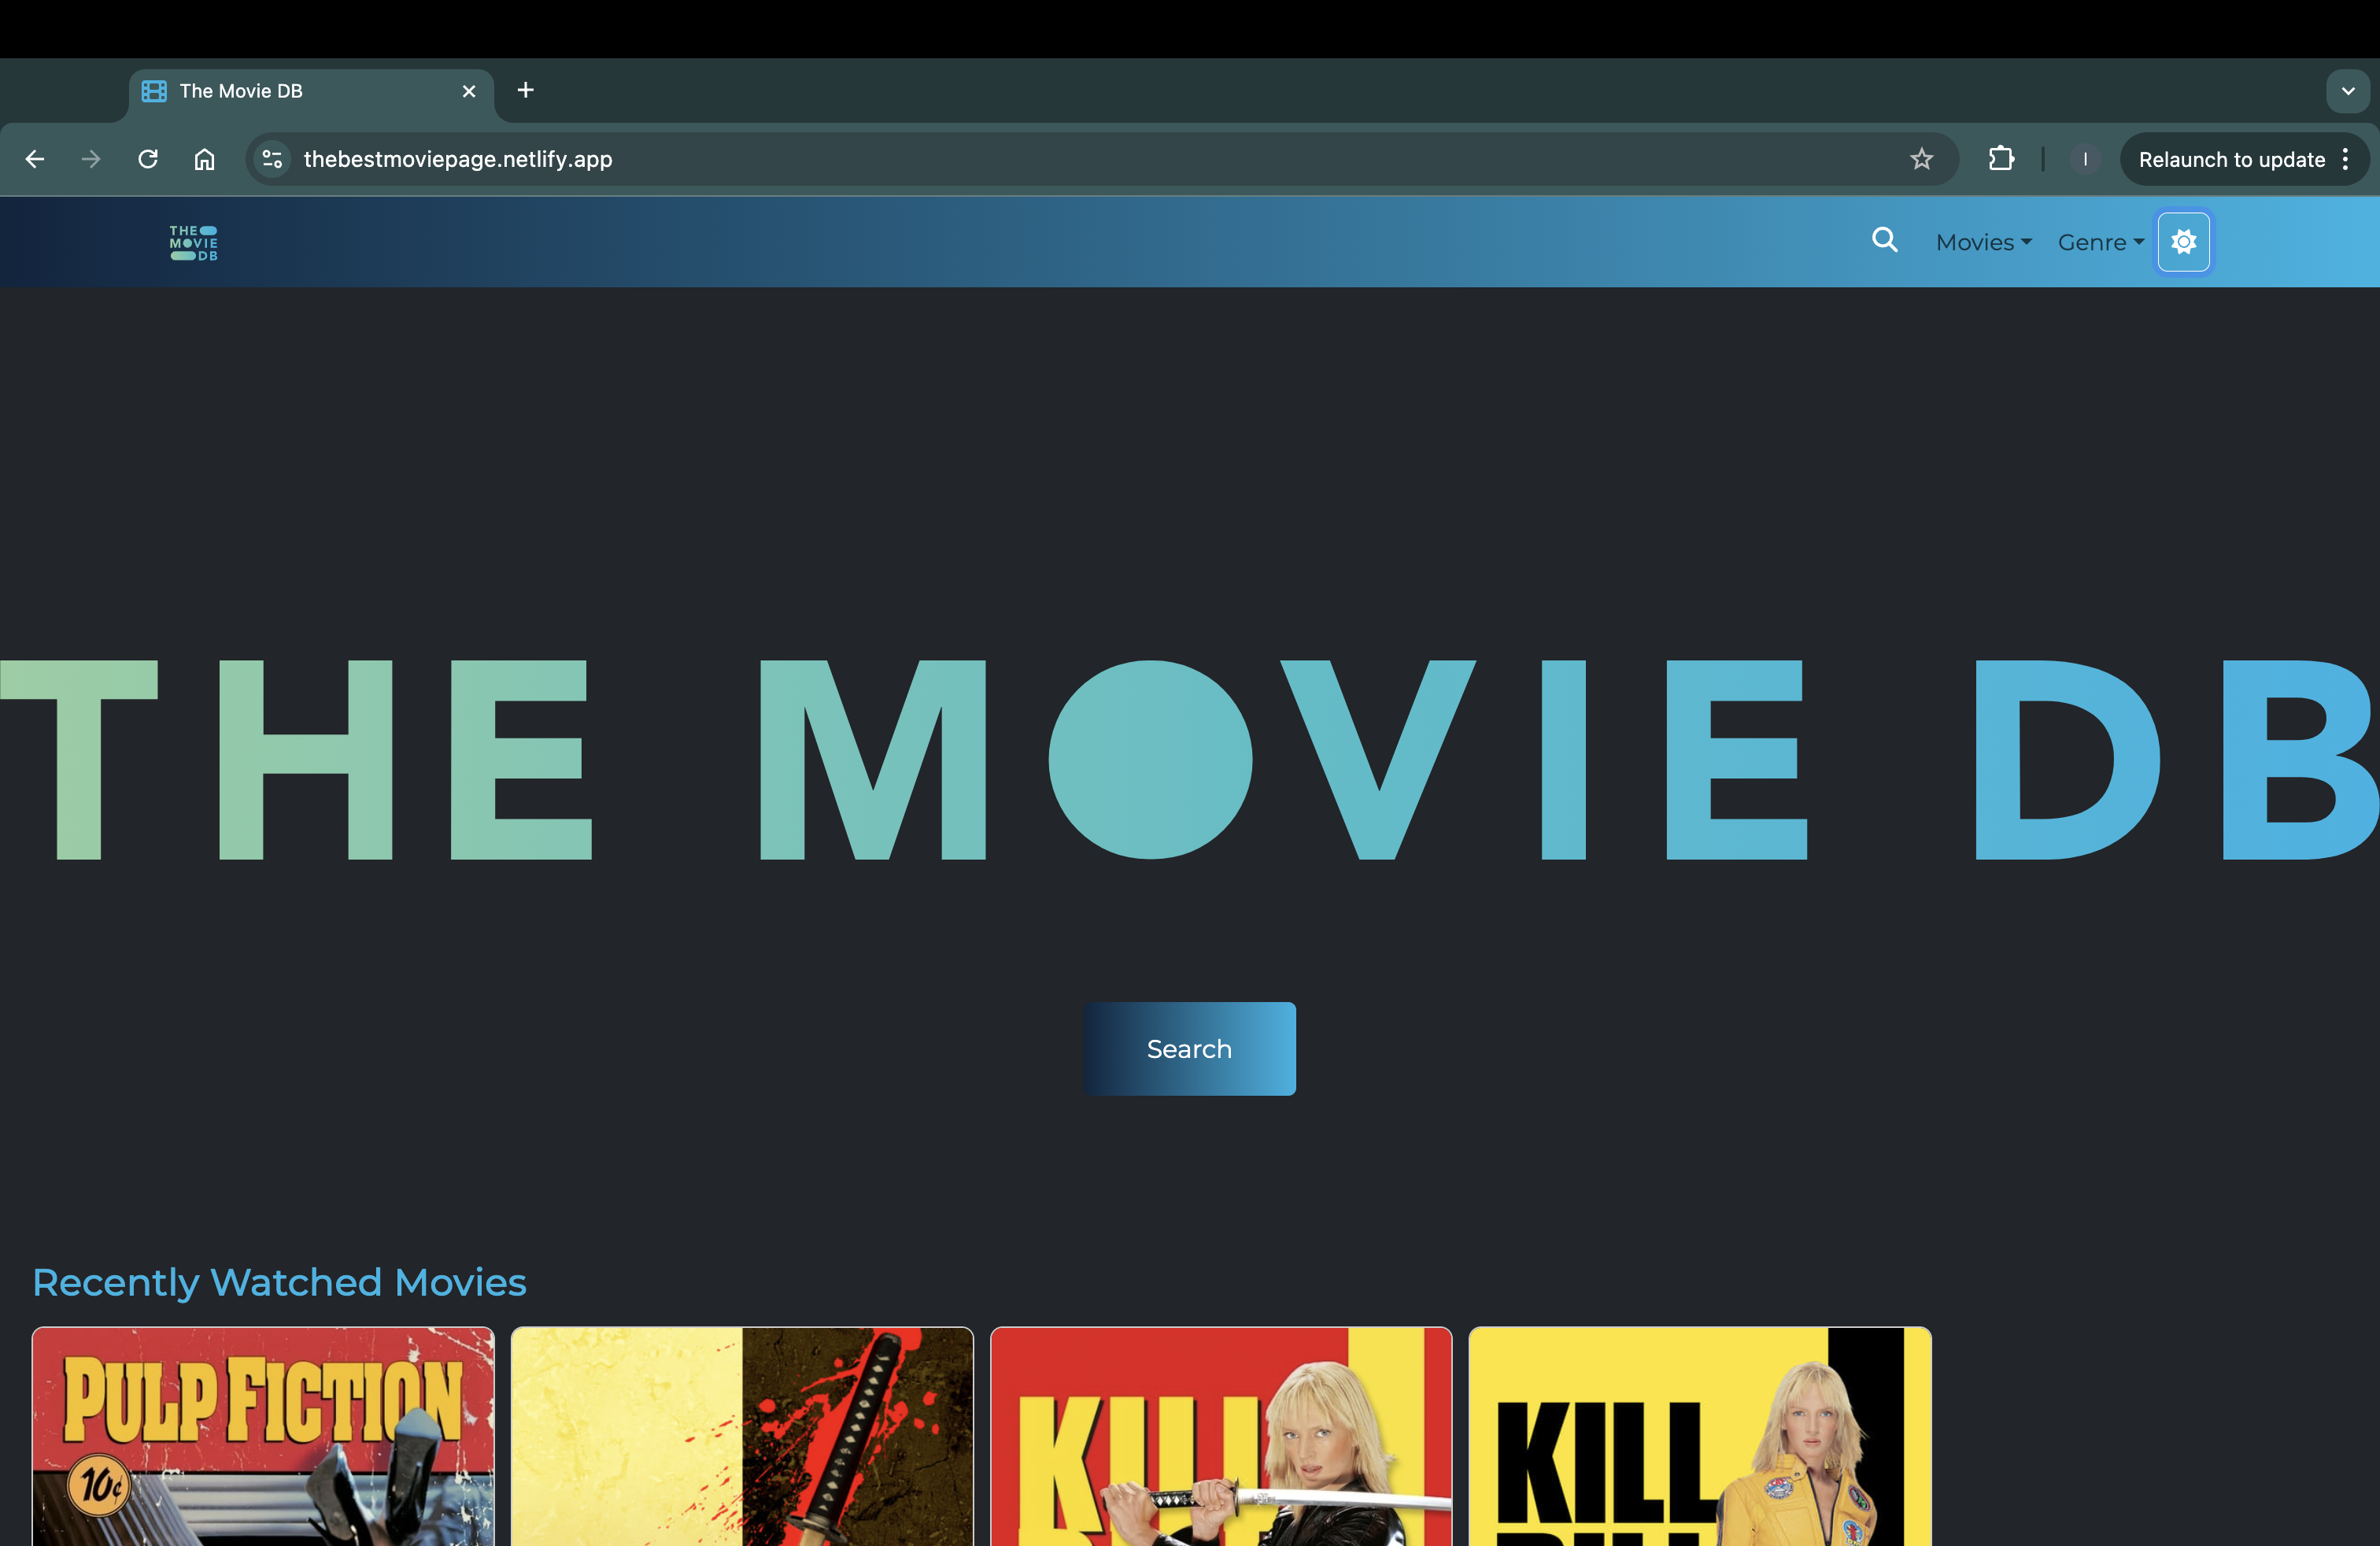 The Movie DB
thebestmoviepage.netlify.app
I
Relaunch to update
THE
MOVIE
DB
Movies
Genre
THE MOVIE DB
Search
Recently Watched Movies
PULP FICTION
10¢
KILL
KILL
BILL